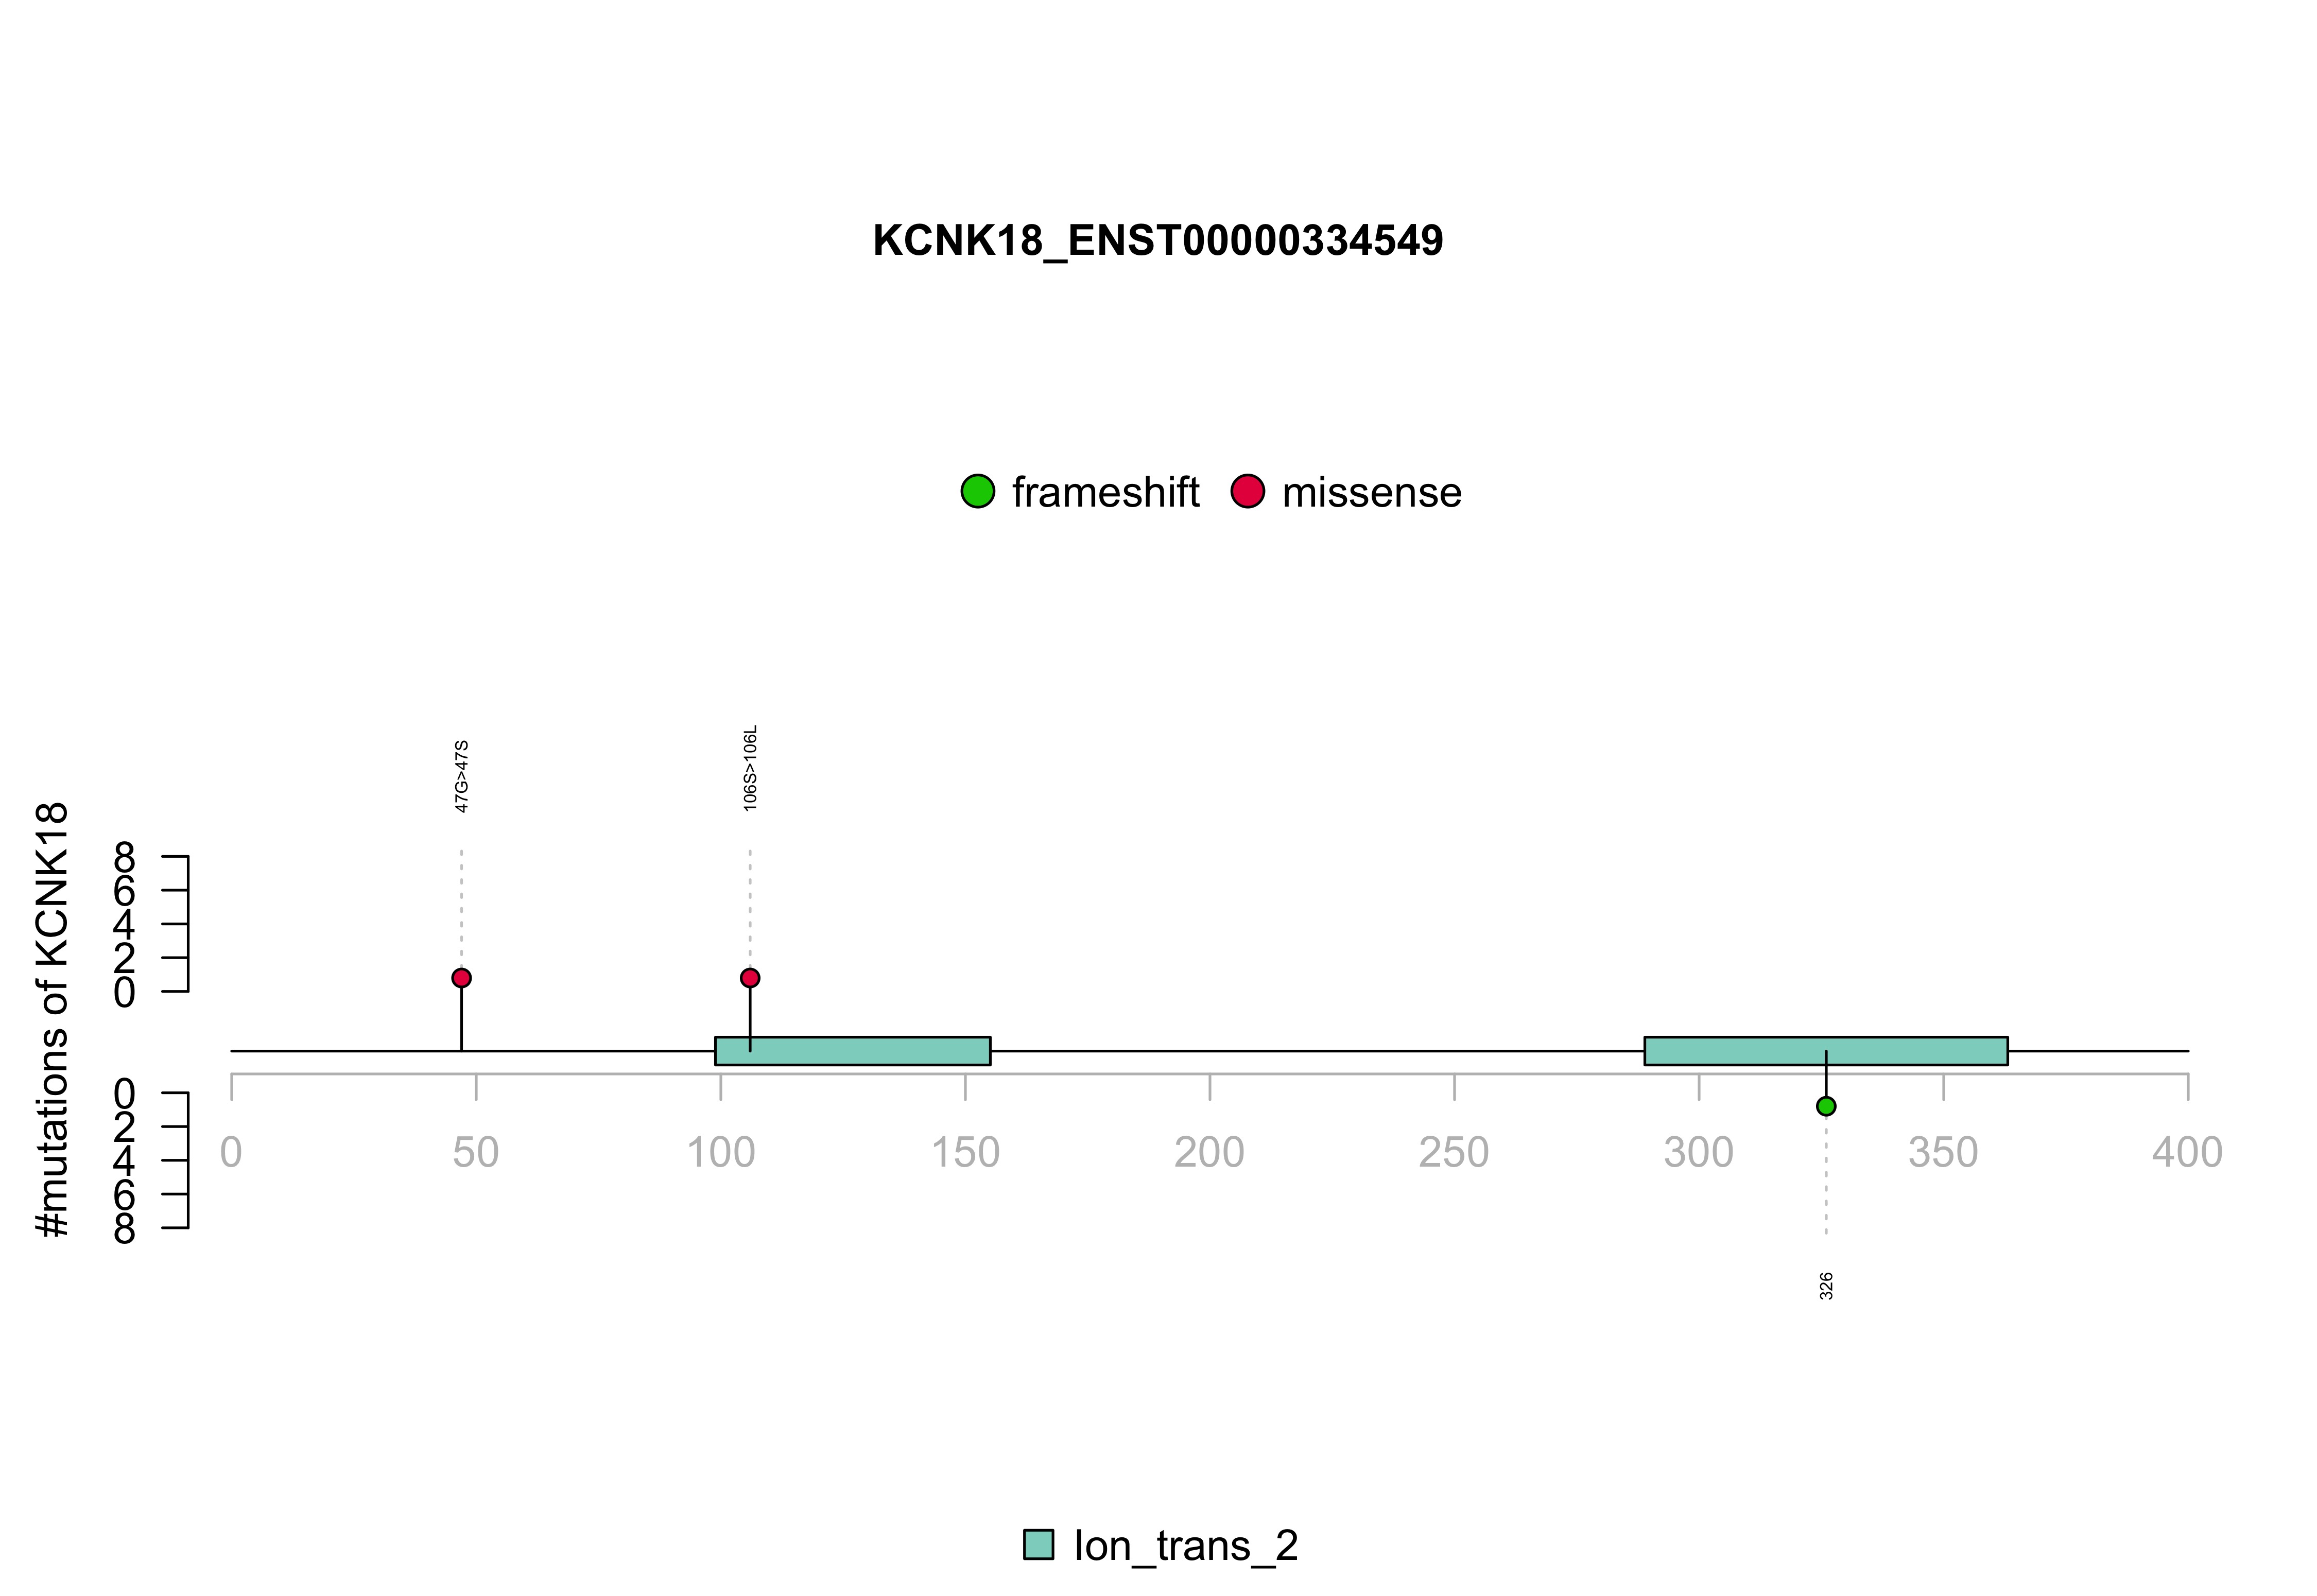 KCNK18_ENST00000334549
frameshift missense
47G>47S
106S>106L
#mutations of KCNK18
8
6
4
2
0
0
2
4
6
8
0 50 100 150 200 250 300 350 400
326
Ion_trans_2